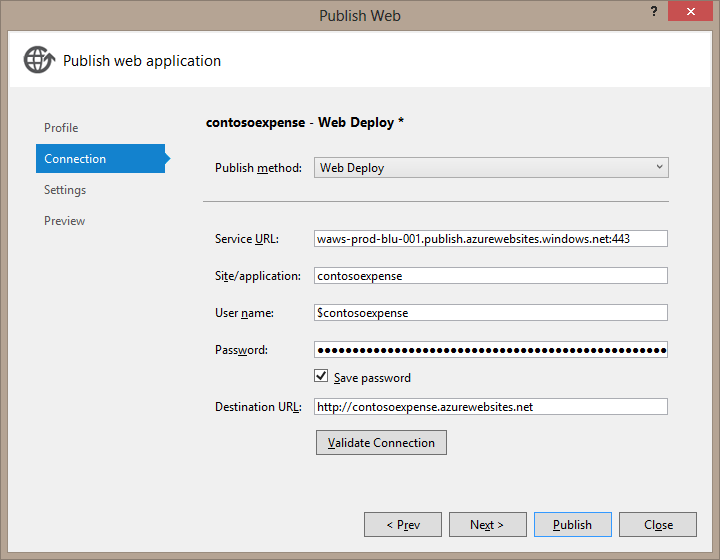 Publish Web
?
Publish web application
Profile
Connection
Settings
Preview
contosoexpense - Web Deploy *
Publish method: Web Deploy
Service URL: waws-prod-blu-001.publish.azurewebsites.windows.net:443
Site/application: contosoexpense
User name: $contosoexpense
Password: ●●●●●●●●●●●●●●●●●●●●●●●●●●●●●●●●●●●●●●●●●●●●●●●●●●
Save password
Destination URL: http://contosoexpense.azurewebsites.net
Validate Connection
< Prev Next > Publish Close